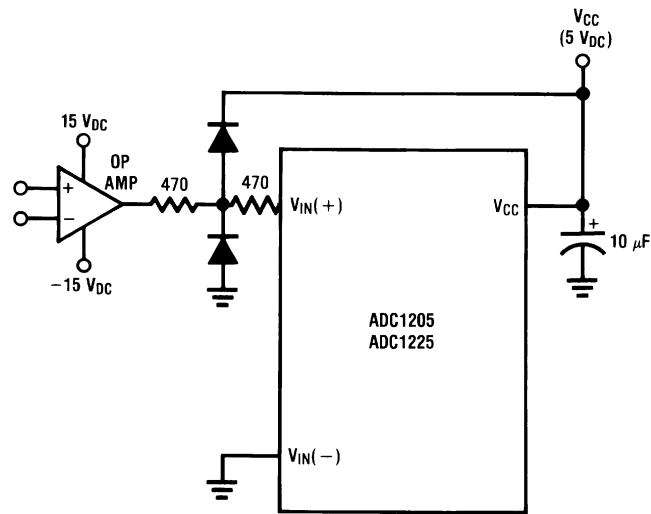 VCC
(5 VDC)
15 VDC
OP
AMP
470
470
+
−
−15 VDC
VIN(+)
VCC
+
10 μF
ADC1205
ADC1225
VIN(−)